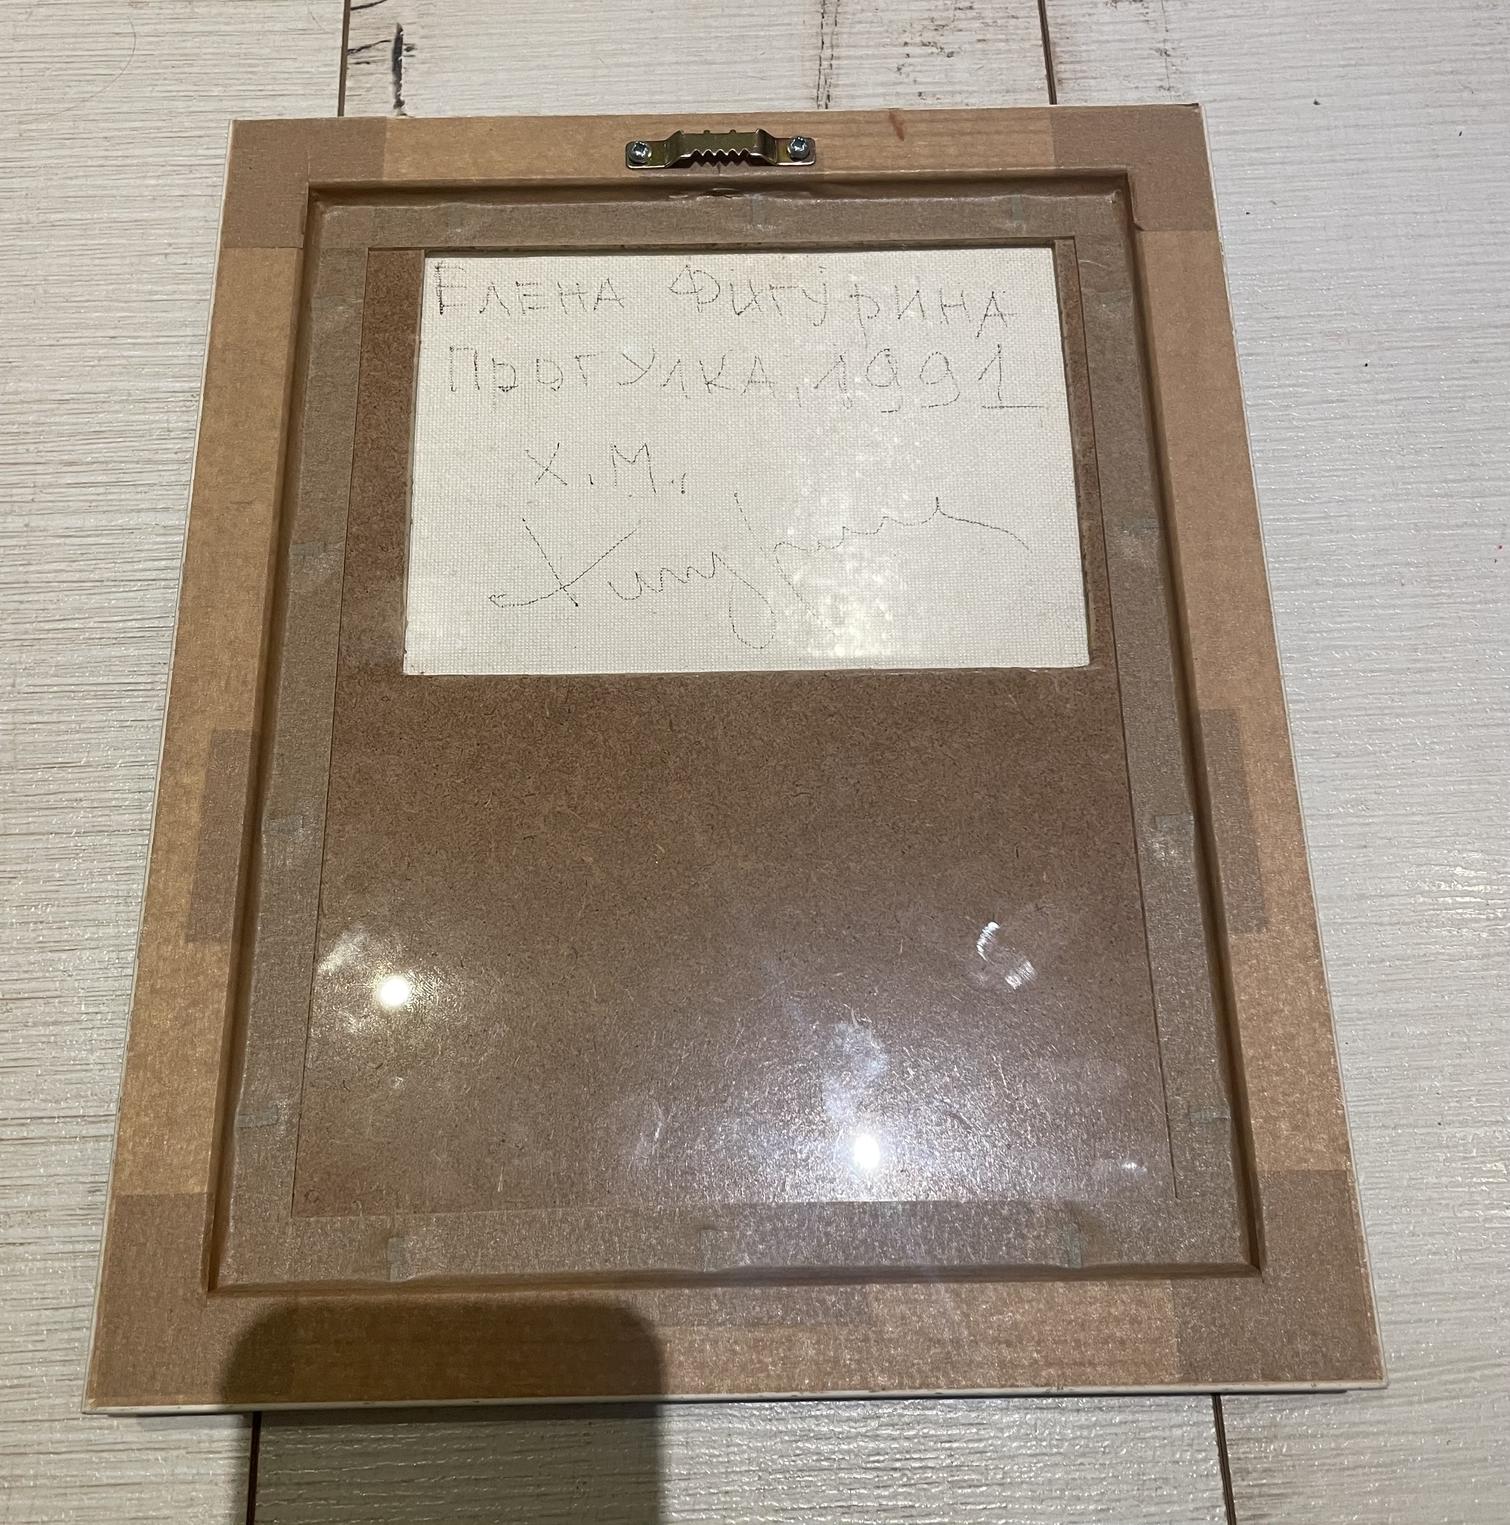 Елена Фигурина
Прогулка, 1991
Х.М.,